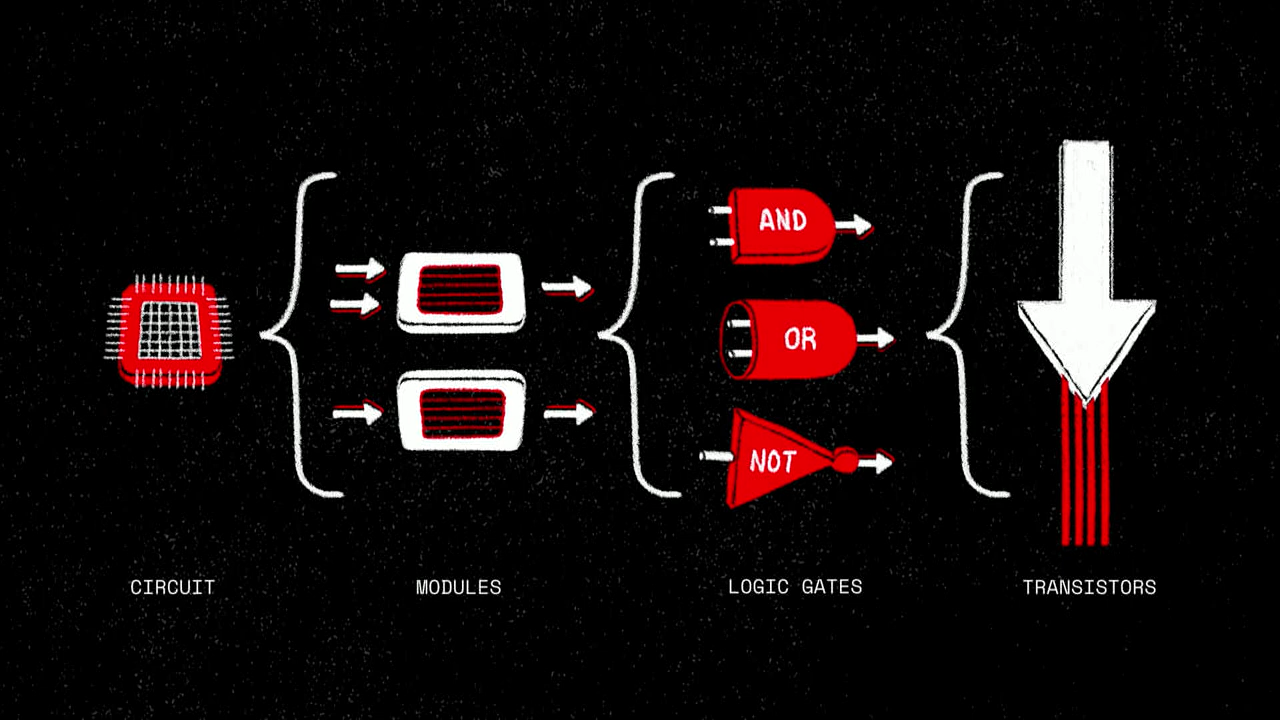 AND
OR
NOT
CIRCUIT
MODULES
LOGIC GATES
TRANSISTORS